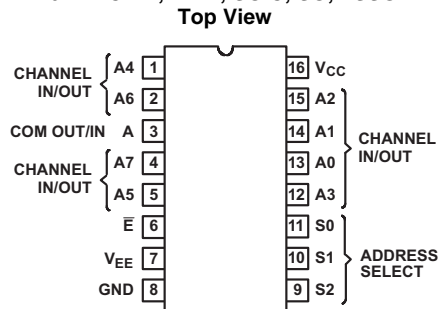 Top View
CHANNEL
IN/OUT
A4 1
A6 2
COM OUT/IN A 3
CHANNEL
IN/OUT
A7 4
A5 5
E 6
VEE 7
GND 8
16 VCC
15 A2
14 A1
13 A0
12 A3
CHANNEL
IN/OUT
11 S0
10 S1
9 S2
ADDRESS
SELECT